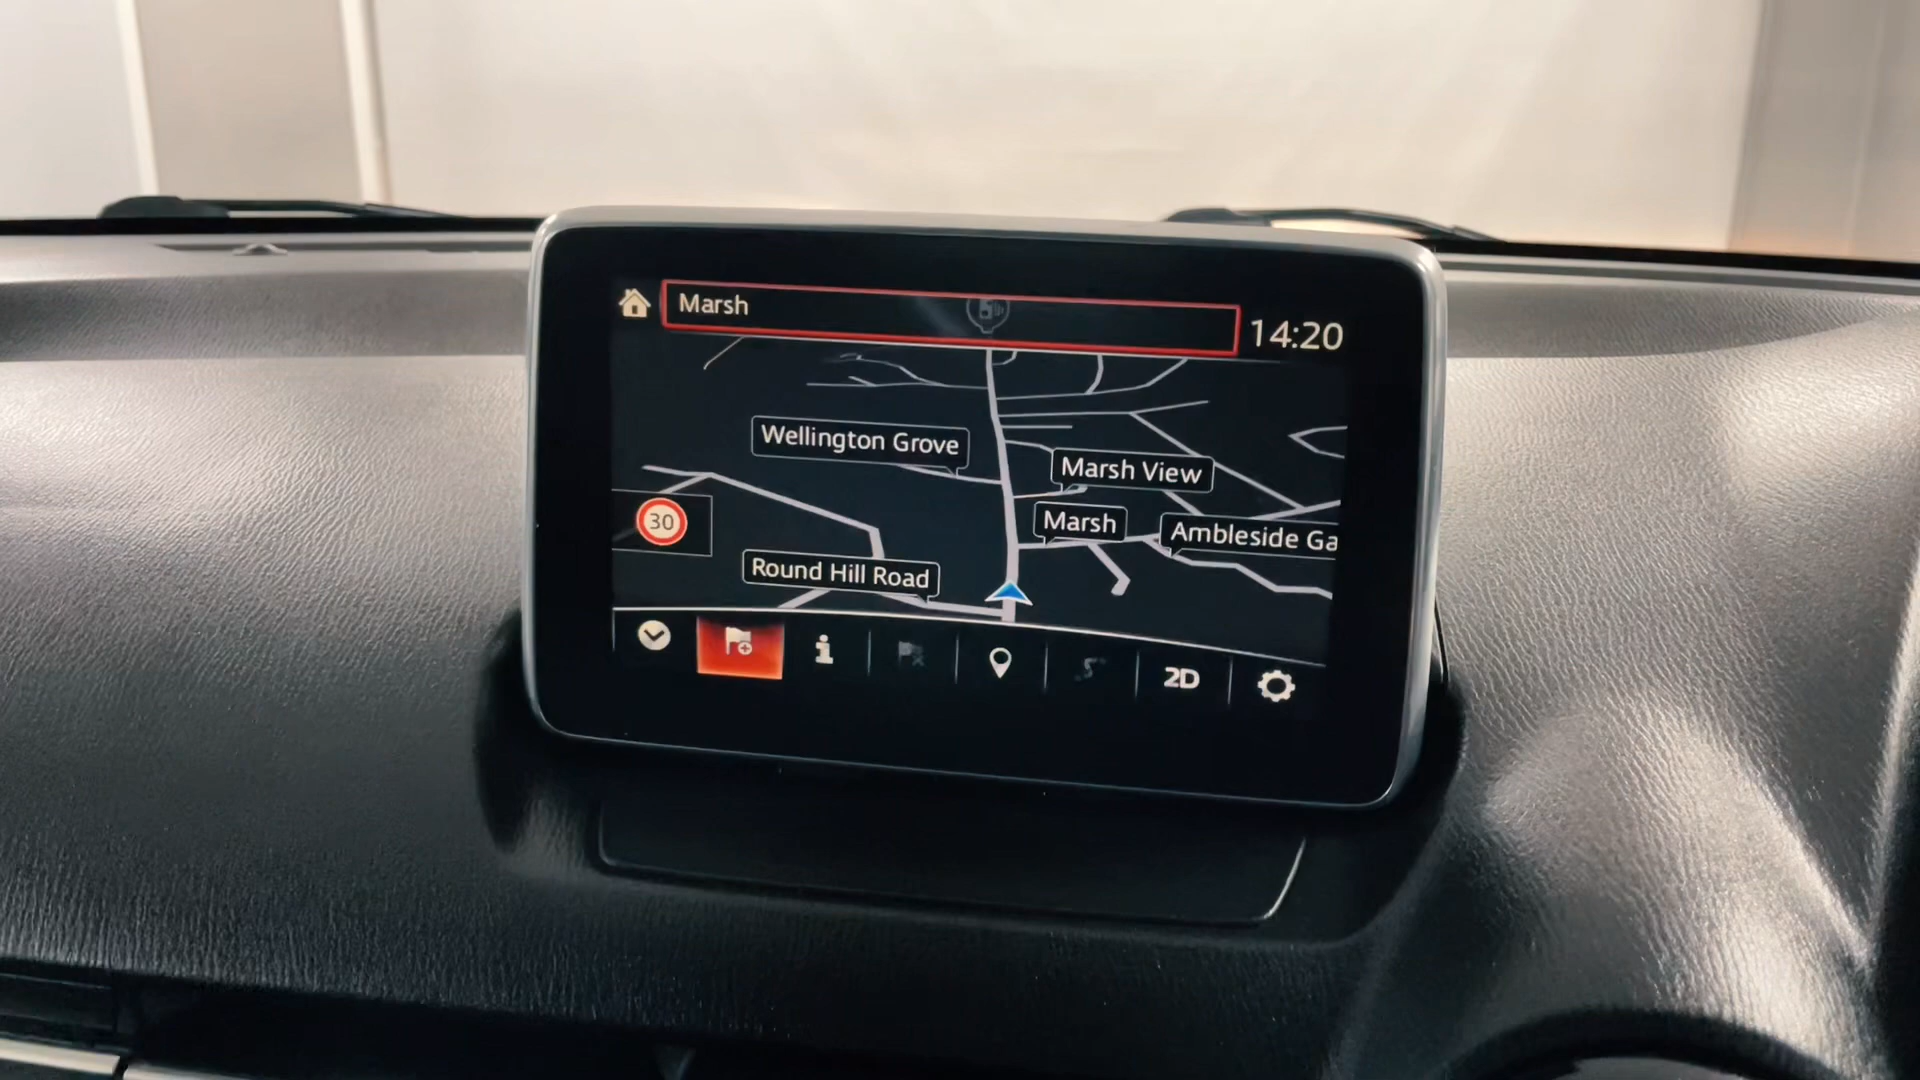 Marsh
14:20
Wellington Grove
Marsh View
30
Marsh
Ambleside Ga
Round Hill Road
2D